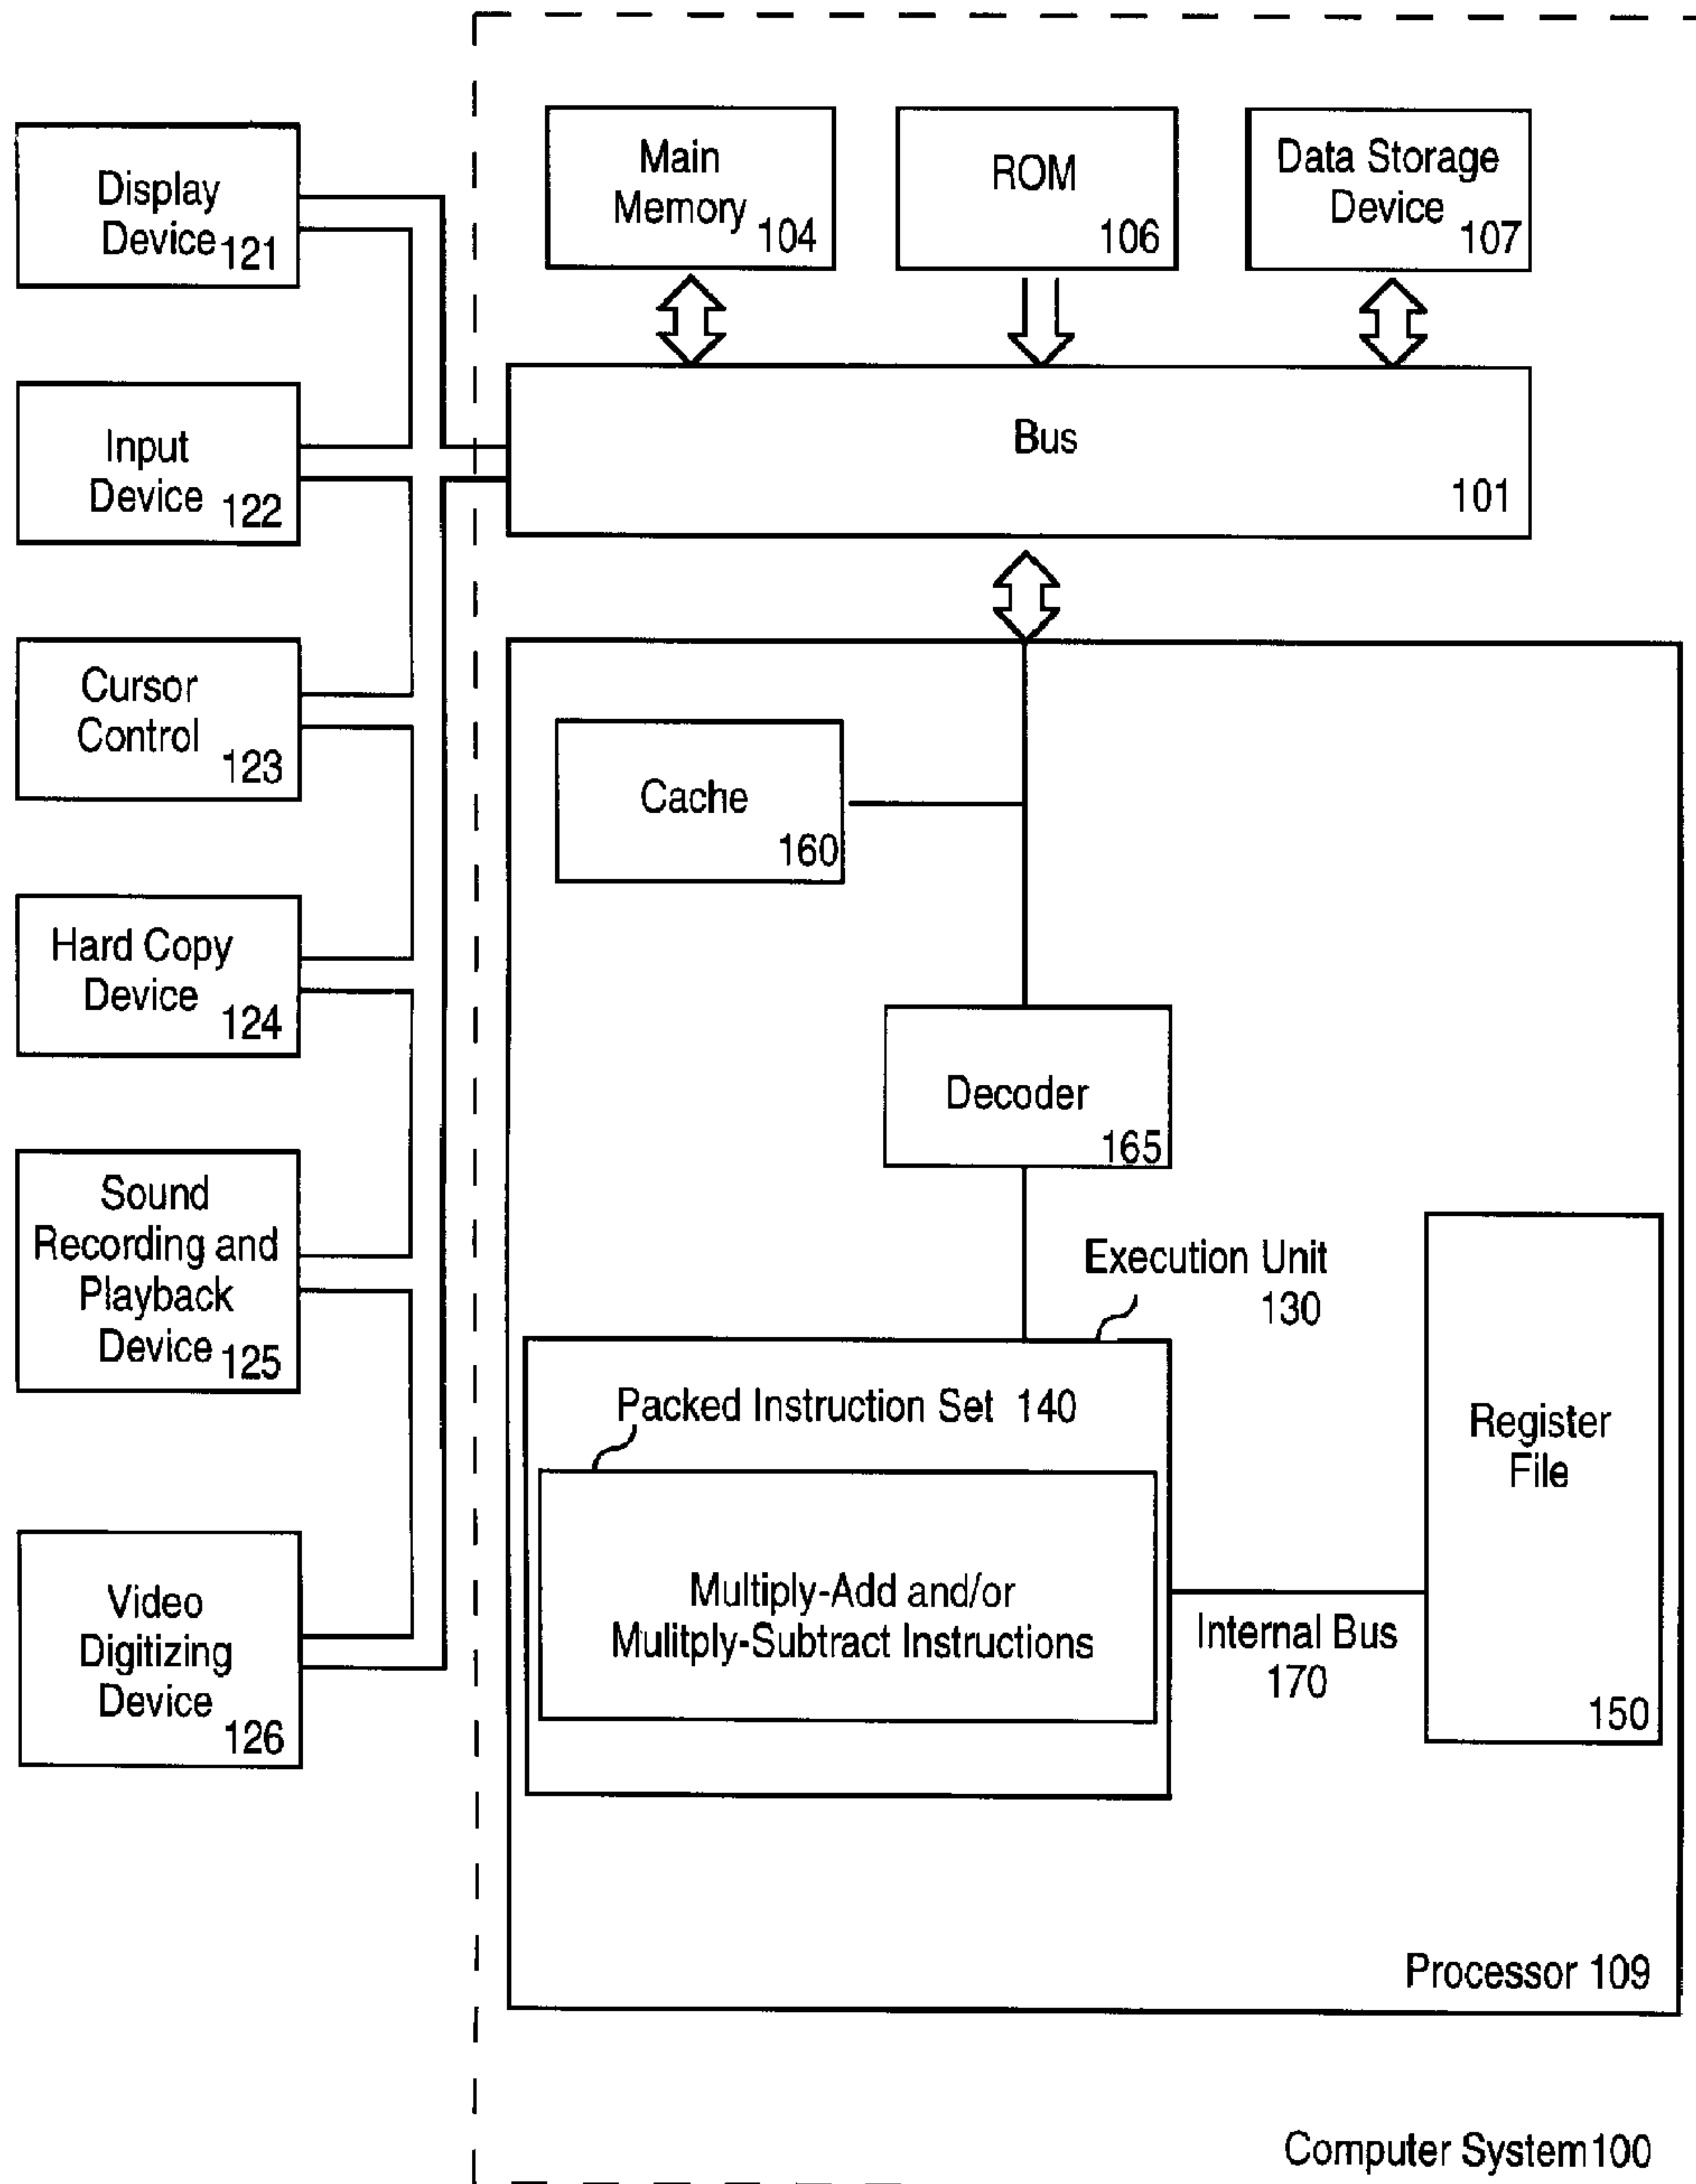 Display
Device 121
Input
Device 122
Cursor
Control
123
Hard Copy
Device
124
Sound
Recording and
Playback
Device 125
Video
Digitizing
Device
126
Main
Memory 104
ROM
106
Data Storage
Device
107
Bus
101
Cache
160
Decoder
165
Execution Unit
130
Packed Instruction Set 140
Multiply-Add and/or
Mulitply-Subtract Instructions
Internal Bus
170
Register
File
150
Processor 109
Computer System 100